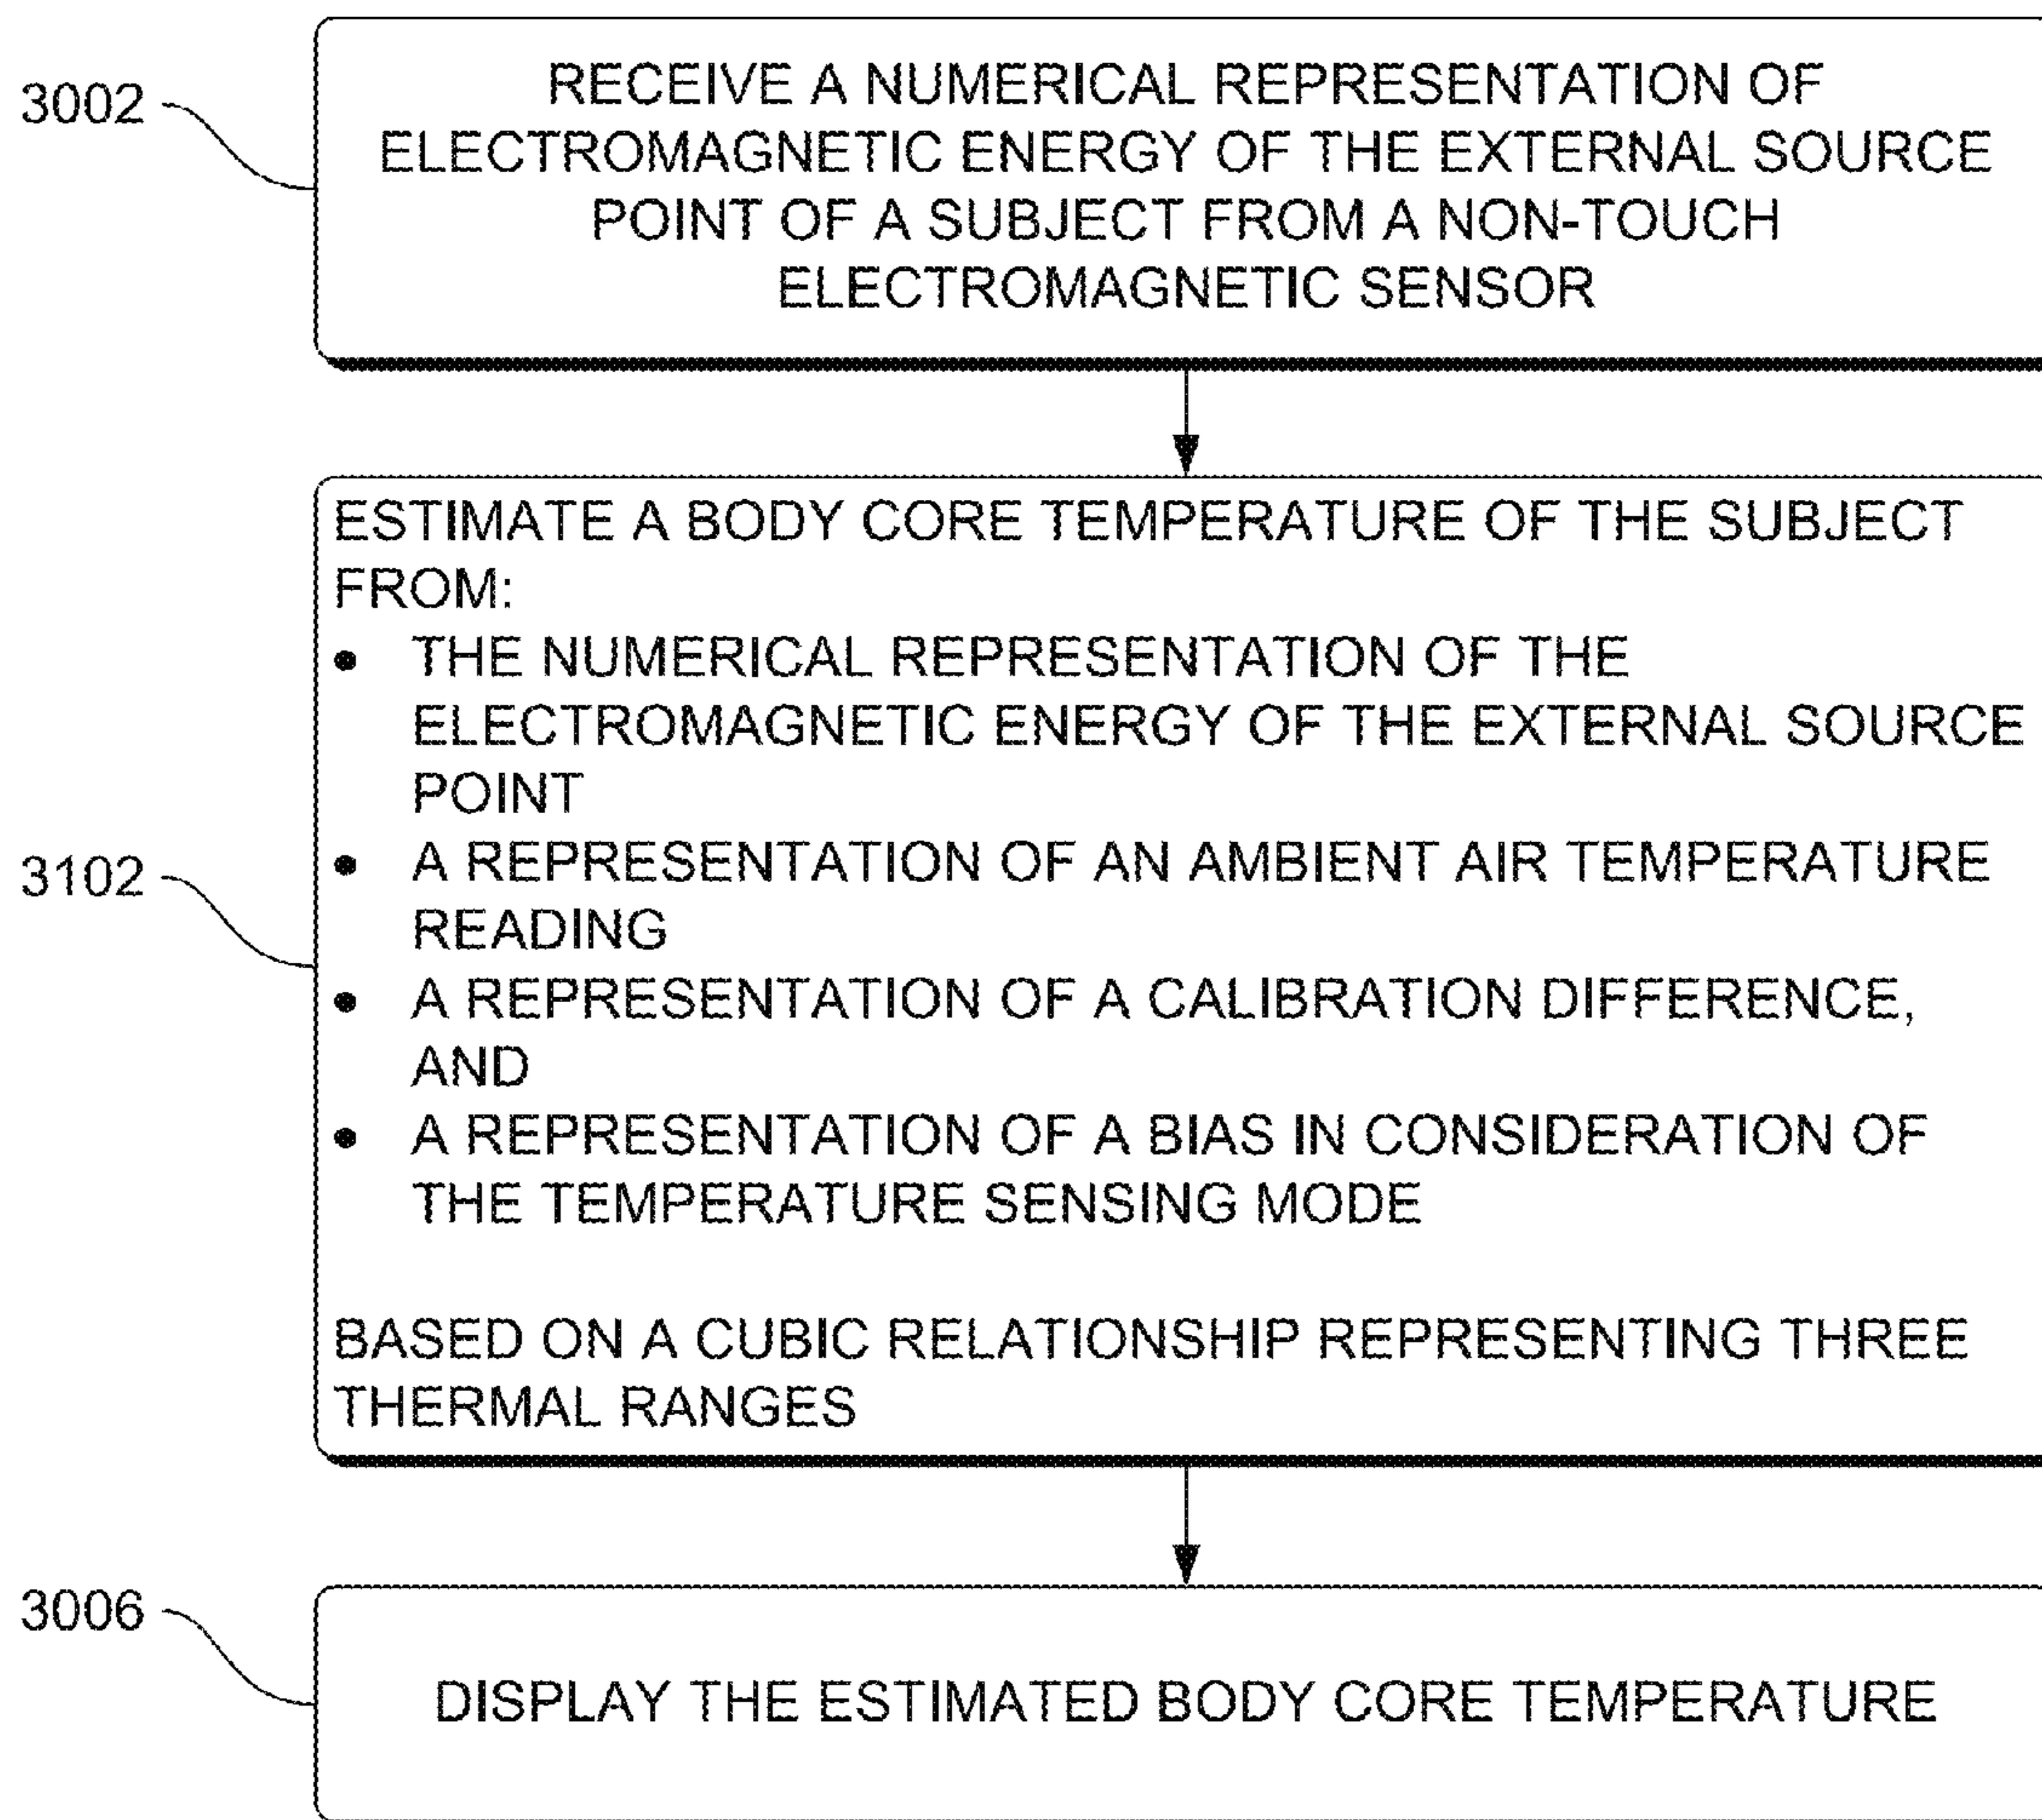 3002
RECEIVE A NUMERICAL REPRESENTATION OF
ELECTROMAGNETIC ENERGY OF THE EXTERNAL SOURCE
POINT OF A SUBJECT FROM A NON-TOUCH
ELECTROMAGNETIC SENSOR
3102
ESTIMATE A BODY CORE TEMPERATURE OF THE SUBJECT
FROM:
• THE NUMERICAL REPRESENTATION OF THE
ELECTROMAGNETIC ENERGY OF THE EXTERNAL SOURCE
POINT
• A REPRESENTATION OF AN AMBIENT AIR TEMPERATURE
READING
• A REPRESENTATION OF A CALIBRATION DIFFERENCE,
AND
• A REPRESENTATION OF A BIAS IN CONSIDERATION OF
THE TEMPERATURE SENSING MODE
BASED ON A CUBIC RELATIONSHIP REPRESENTING THREE
THERMAL RANGES
3006
DISPLAY THE ESTIMATED BODY CORE TEMPERATURE